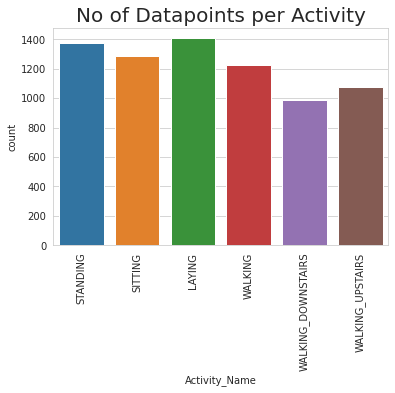 No of Datapoints per Activity
1400
1200
1000
800
600
400
200
0
count
STANDING
SITTING
LAYING
WALKING
WALKING_DOWNSTAIRS
WALKING_UPSTAIRS
Activity_Name